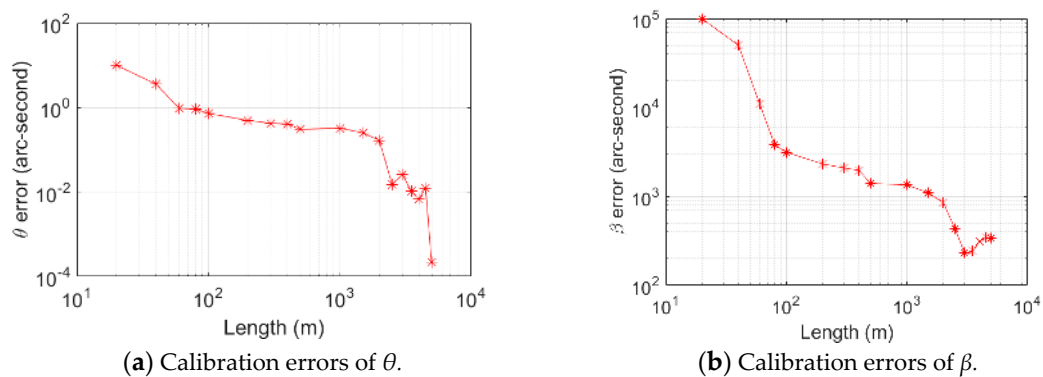 10^2
10^0
10^-2
10^-4
θ error (arc-second)
10^1 10^2 10^3 10^4
Length (m)
(a) Calibration errors of θ.
10^5
10^4
10^3
10^2
β error (arc-second)
10^1 10^2 10^3 10^4
Length (m)
(b) Calibration errors of β.